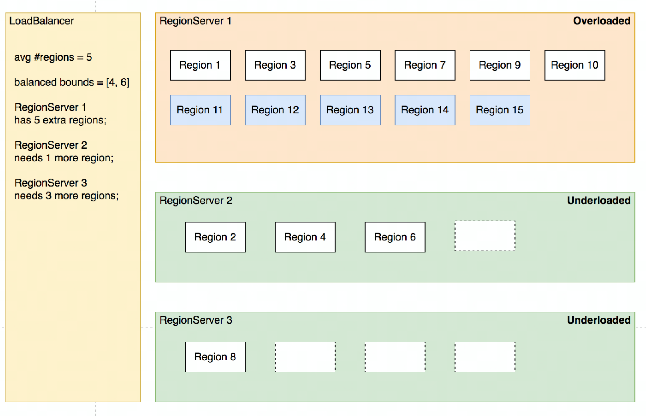 LoadBalancer
avg #regions = 5
balanced bounds = [4, 6]
RegionServer 1
has 5 extra regions;
RegionServer 2
needs 1 more region;
RegionServer 3
needs 3 more regions;
RegionServer 1 Overloaded
Region 1 Region 3 Region 5 Region 7 Region 9 Region 10
Region 11 Region 12 Region 13 Region 14 Region 15
RegionServer 2 Underloaded
Region 2 Region 4 Region 6
RegionServer 3 Underloaded
Region 8